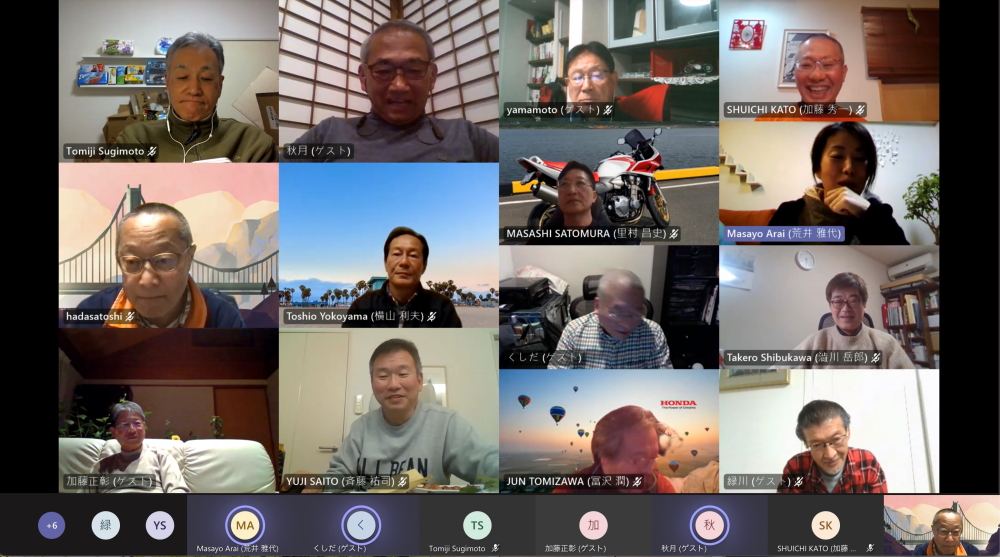 Tomiji Sugimoto
秋月 (ゲスト)
yamamoto (ゲスト)
SHUICHI KATO (加藤 秀一)
hadasatoshi
Toshio Yokoyama (横山 利夫)
MASASHI SATOMURA (里村 昌史)
Masayo Arai (荒井 雅代)
くしだ (ゲスト)
Takero Shibukawa (澁川 岳郎)
加藤正彰 (ゲスト)
YUJI SAITO (斉藤 祐司)
L.L.BEAN
HONDA
The Power of Dreams
JUN TOMIZAWA (富沢 潤)
緑川 (ゲスト)
+6
緑
YS
MA
Masayo Arai (荒井 雅代)
く
くしだ (ゲスト)
TS
Tomiji Sugimoto
加
加藤正彰 (ゲスト)
秋
秋月 (ゲスト)
SK
SHUICHI KATO (加藤 ...